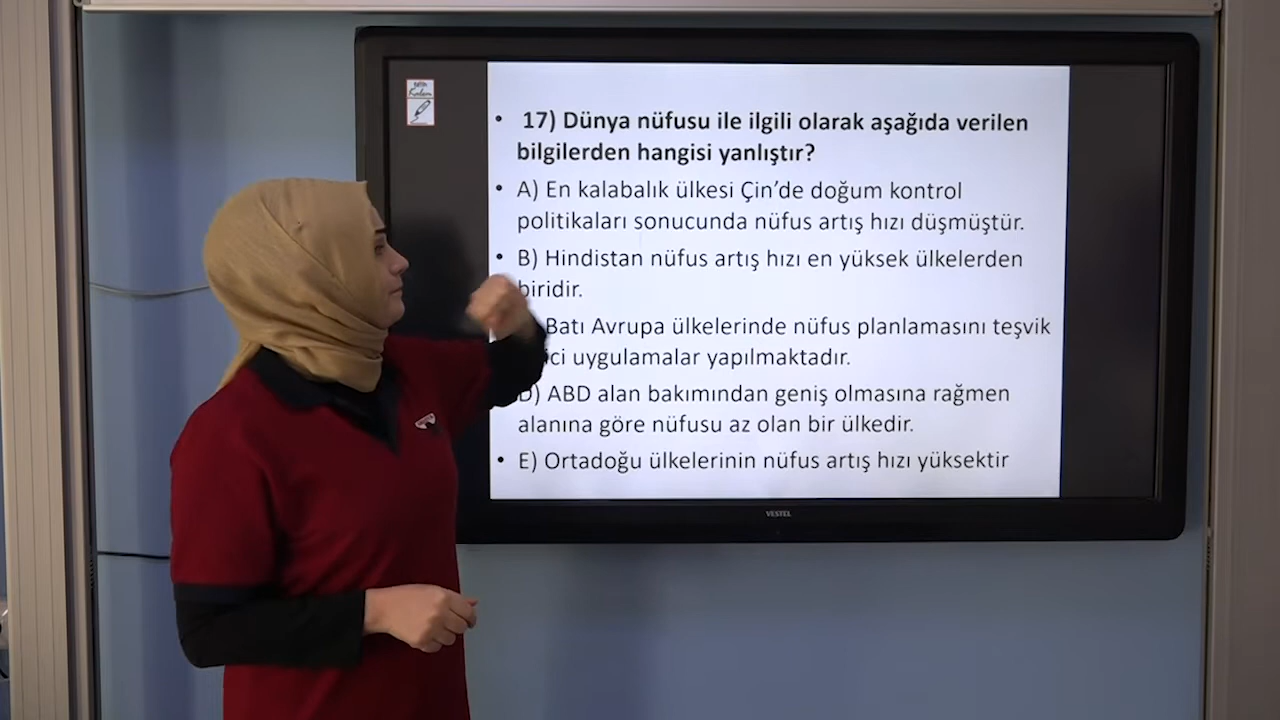 17) Dünya nüfusu ile ilgili olarak aşağıda verilen
bilgilerden hangisi yanlıştır?
A) En kalabalık ülkesi Çin’de doğum kontrol
politikaları sonucunda nüfus artış hızı düşmüştür.
B) Hindistan nüfus artış hızı en yüksek ülkelerden
biridir.
Batı Avrupa ülkelerinde nüfus planlamasını teşvik
uygulamalar yapılmaktadır.
D) ABD alan bakımından geniş olmasına rağmen
alanına göre nüfusu az olan bir ülkedir.
E) Ortadoğu ülkelerinin nüfus artış hızı yüksektir
VESTEL